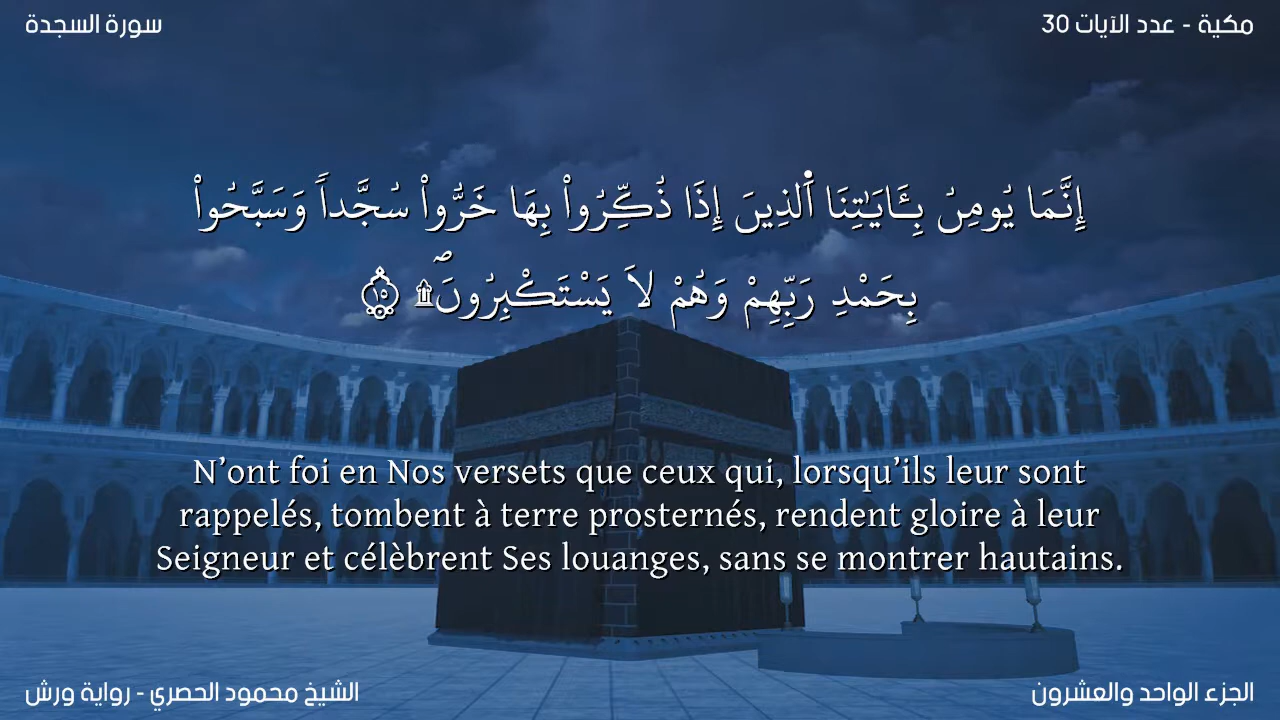 مكية - عدد الآيات 30
سورة السجدة
إِنَّمَا يُومِنُ بِـَٔايَٰتِنَا اَ۬لذِينَ إِذَا ذُكِّرُواْ بِهَا خَرُّواْ سُجَّداٗ وَسَبَّحُواْ
بِحَمْدِ رَبِّهِمْ وَهُمْ لَا يَسْتَكْبِرُونَۖ ۩ ١٥
N’ont foi en Nos versets que ceux qui, lorsqu’ils leur sont
rappelés, tombent à terre prosternés, rendent gloire à leur
Seigneur et célèbrent Ses louanges, sans se montrer hautains.
الجزء الواحد والعشرون
الشيخ محمود الحصري - رواية ورش